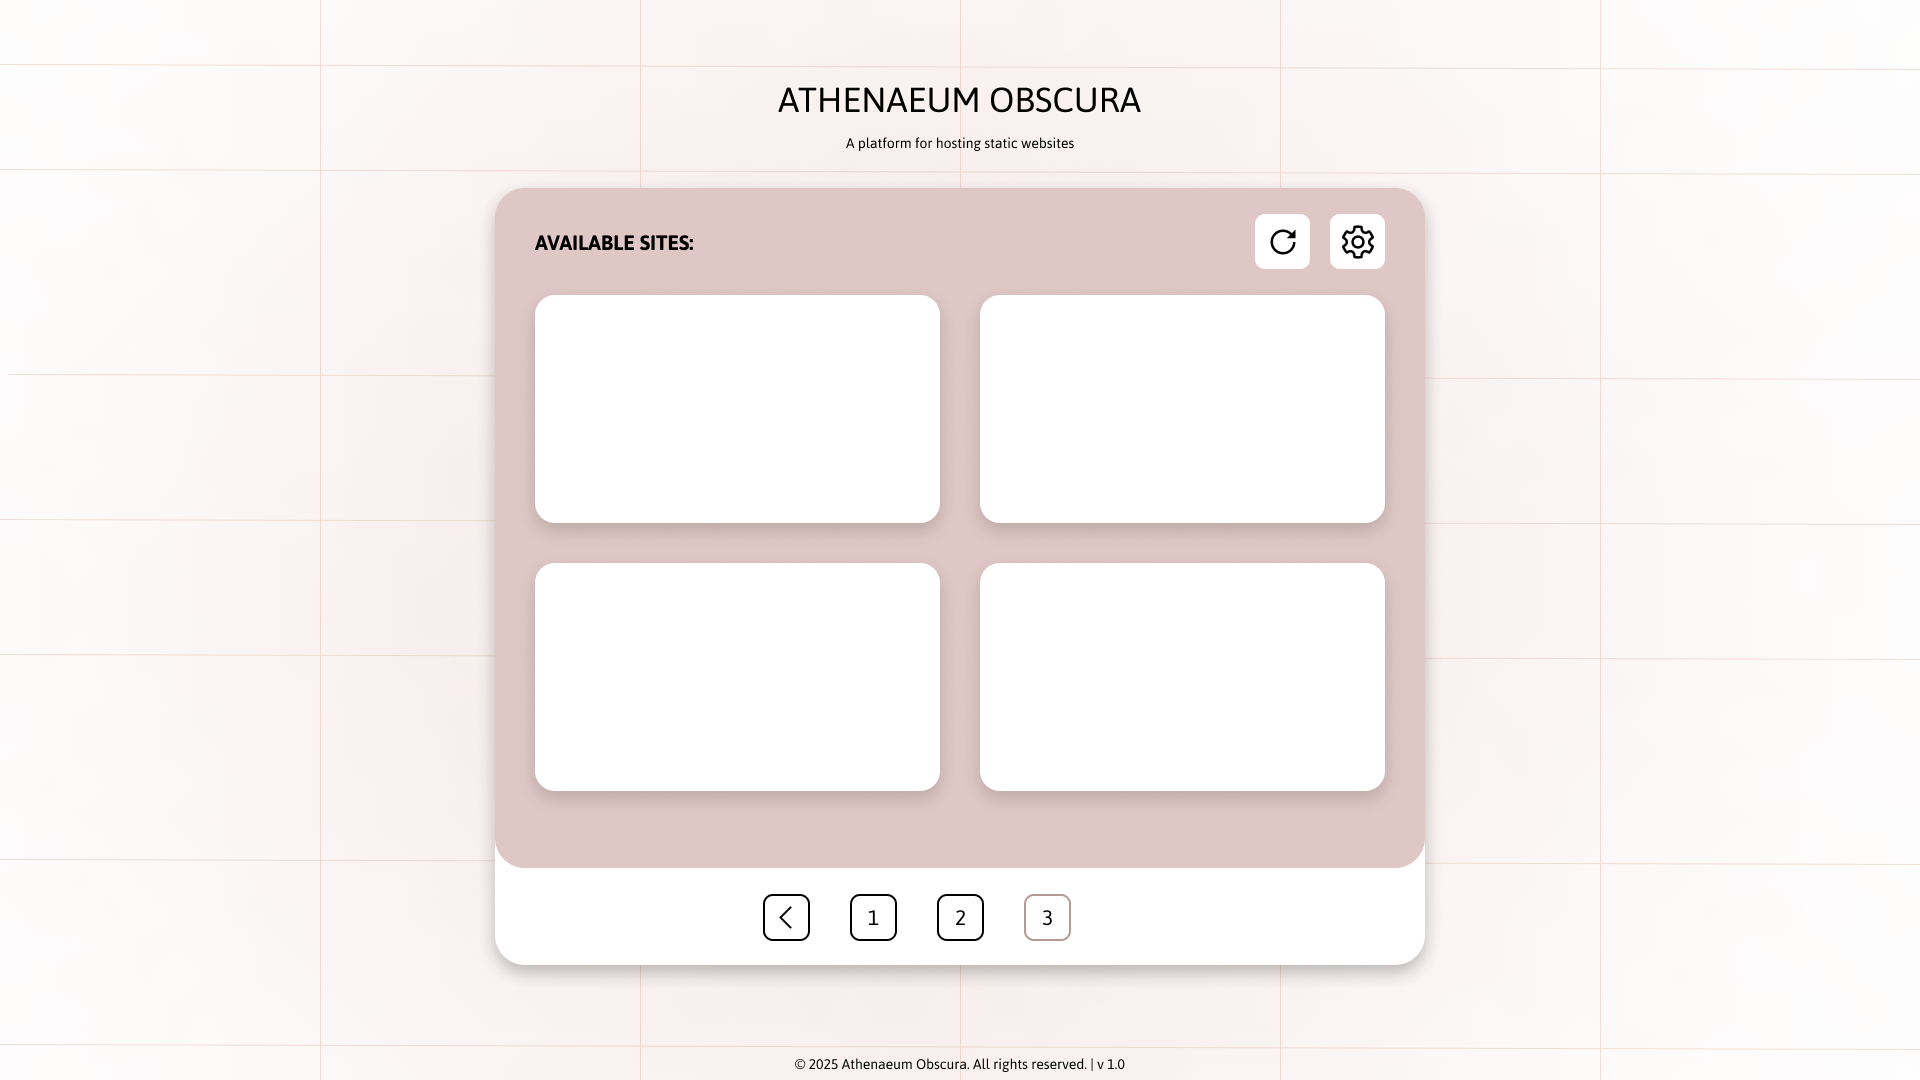 ATHENAEUM OBSCURA
A platform for hosting static websites
AVAILABLE SITES:
1 2 3
© 2025 Athenaeum Obscura. All rights reserved. | v 1.0